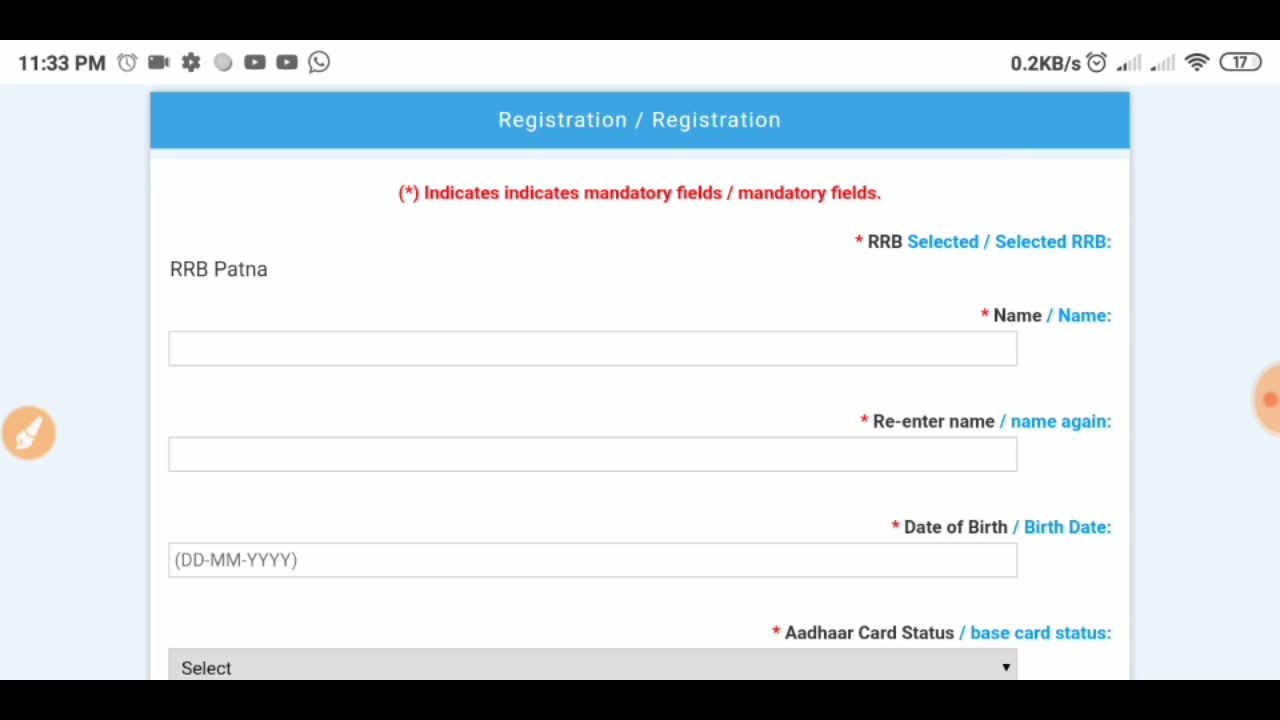 11:33 PM 0.2KB/s 17
Registration / Registration
(*) Indicates indicates mandatory fields / mandatory fields.
* RRB Selected / Selected RRB:
RRB Patna
* Name / Name:
* Re-enter name / name again:
* Date of Birth / Birth Date:
(DD-MM-YYYY)
* Aadhaar Card Status / base card status:
Select